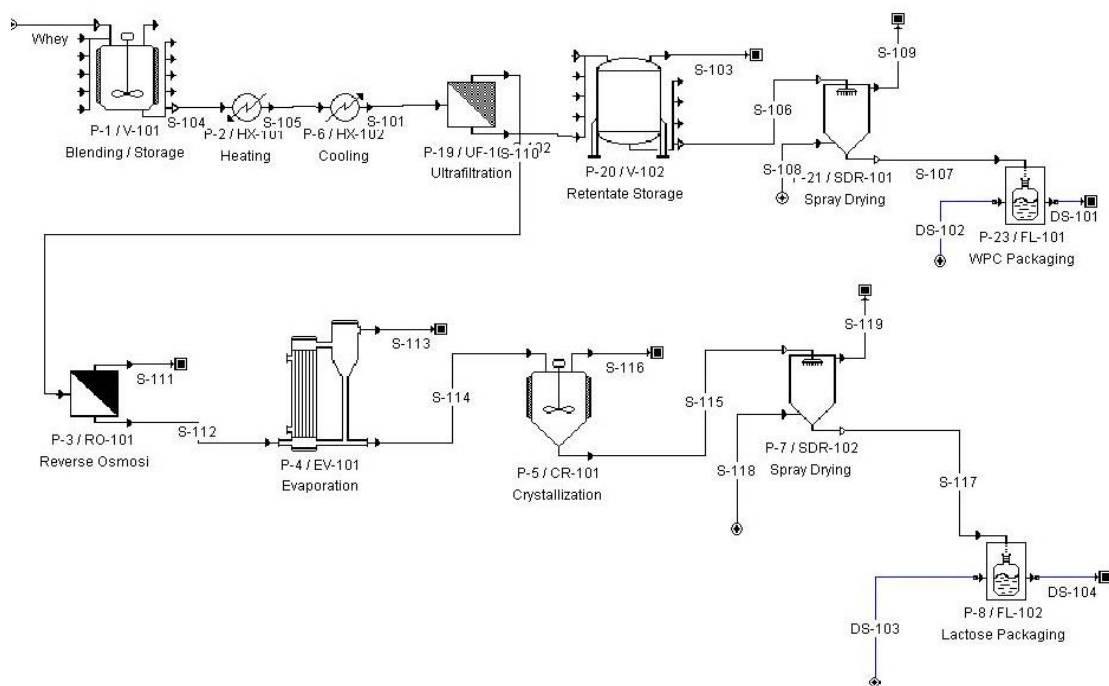 Whey
S-104
P-1 / V-101
Blending / Storage
S-105
P-2 / HX-101
Heating
S-101
P-6 / HX-102
Cooling
S-110
Ultrafiltration
S-103
P-20 / V-102
Retentate Storage
S-106
S-109
S-108
P-21 / SDR-101
Spray Drying
S-107
DS-102
DS-101
P-23 / FL-101
WPC Packaging
S-111
S-112
P-3 / RO-101
Reverse Osmosi
S-113
P-4 / EV-101
Evaporation
S-114
S-116
P-5 / CR-101
Crystallization
S-115
S-119
S-118
P-7 / SDR-102
Spray Drying
S-117
DS-103
DS-104
P-8 / FL-102
Lactose Packaging